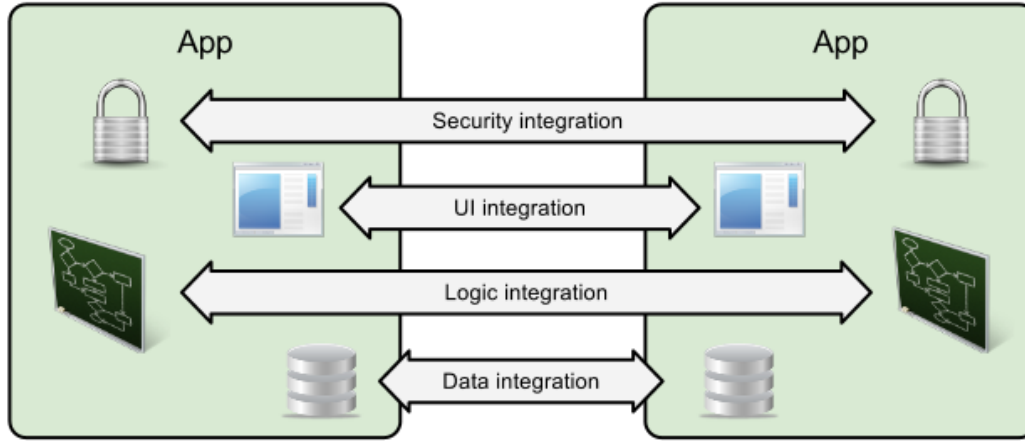 App
App
Security integration
UI integration
Logic integration
Data integration